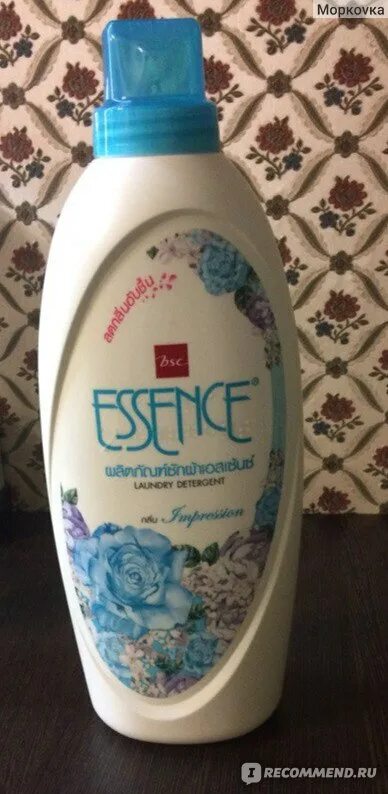 Морковка
ลดกลิ่นอับชื้น
bsc
ESSENCE®
ผลิตภัณฑ์ซักผ้าเอสเซ้นซ์
LAUNDRY DETERGENT
กลิ่น Impression
IRECOMMEND.RU